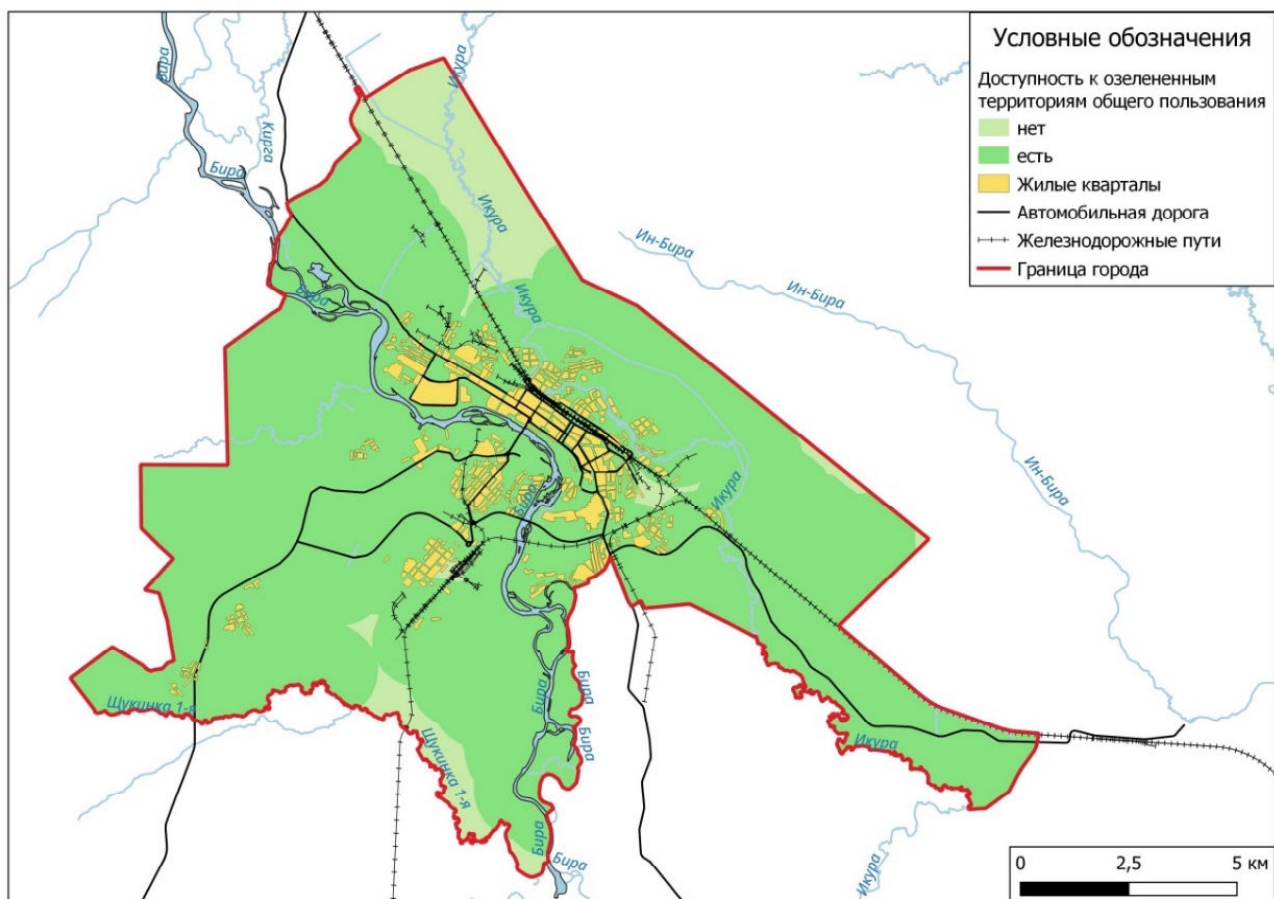 Условные обозначения
Доступность к озелененным
территориям общего пользования
нет
есть
Жилые кварталы
Автомобильная дорога
Железнодорожные пути
Граница города
Бира
Икура
Кирга
Бира
Икура
Ин-Бира
Ин-Бира
Икура
Бира
Икура
Ин-Бира
Бира
Щукинка 1-я
Бира
Бира
Икура
Бира
Щукинка 1-я
Бира
Бира
Икура
0 2,5 5 км